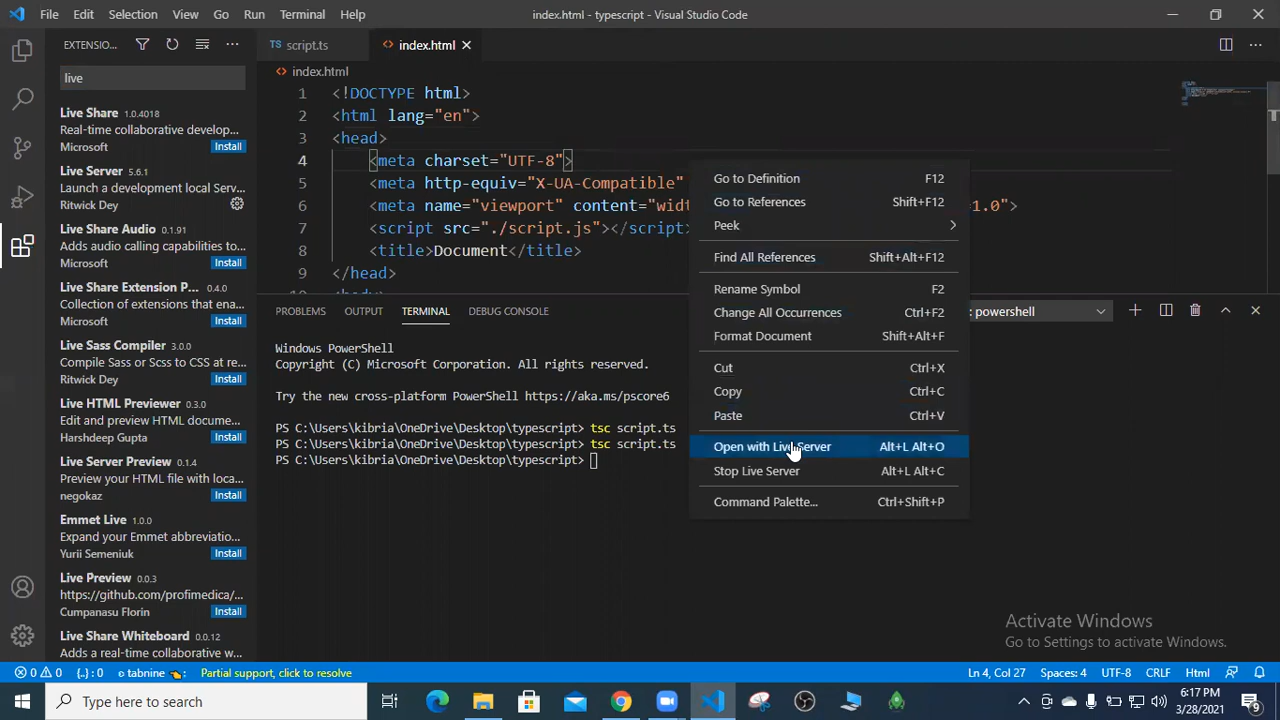 File Edit Selection View Go Run Terminal Help
index.html - typescript - Visual Studio Code
EXTENSIO...
live
Live Share 1.0.4018
Real-time collaborative develop...
Microsoft Install
Live Server 5.6.1
Launch a development local Serv...
Ritwick Dey
Live Share Audio 0.1.91
Adds audio calling capabilities to...
Microsoft Install
Live Share Extension P... 0.4.0
Collection of extensions that ena...
Microsoft Install
Live Sass Compiler 3.0.0
Compile Sass or Scss to CSS at re...
Ritwick Dey Install
Live HTML Previewer 0.3.0
Edit and preview HTML docume...
Harshdeep Gupta Install
Live Server Preview 1.0.4
Preview your HTML file with loca...
negokaz Install
Emmet Live 1.0.0
Expand your Emmet abbreviation...
Yurii Semeniuk Install
Live Preview 0.0.3
https://github.com/profimedica/...
Cumpanasu Florin Install
Live Share Whiteboard 0.0.12
Adds a real-time collaborative w...
TS script.ts
<> index.html
<> index.html
1 <!DOCTYPE html>
2 <html lang="en">
3 <head>
4 <meta charset="UTF-8">
5 <meta http-equiv="X-UA-Compatible"
6 <meta name="viewport" content="widt =1.0">
7 <script src="./script.js"></script>
8 <title>Document</title>
9 </head>
10 <body>
Go to Definition F12
Go to References Shift+F12
Peek
Find All References Shift+Alt+F12
Rename Symbol F2
Change All Occurrences Ctrl+F2
Format Document Shift+Alt+F
Cut Ctrl+X
Copy Ctrl+C
Paste Ctrl+V
Open with Live Server Alt+L Alt+O
Stop Live Server Alt+L Alt+C
Command Palette... Ctrl+Shift+P
PROBLEMS OUTPUT TERMINAL DEBUG CONSOLE
: powershell
Windows PowerShell
Copyright (C) Microsoft Corporation. All rights reserved.
Try the new cross-platform PowerShell https://aka.ms/pscore6
PS C:\Users\kibria\OneDrive\Desktop\typescript> tsc script.ts
PS C:\Users\kibria\OneDrive\Desktop\typescript> tsc script.ts
PS C:\Users\kibria\OneDrive\Desktop\typescript>
Activate Windows
Go to Settings to activate Windows.
0 0 {..} : 0 tabnine Partial support, click to resolve
Ln 4, Col 27 Spaces: 4 UTF-8 CRLF Html
Type here to search
6:17 PM
3/28/2021
9